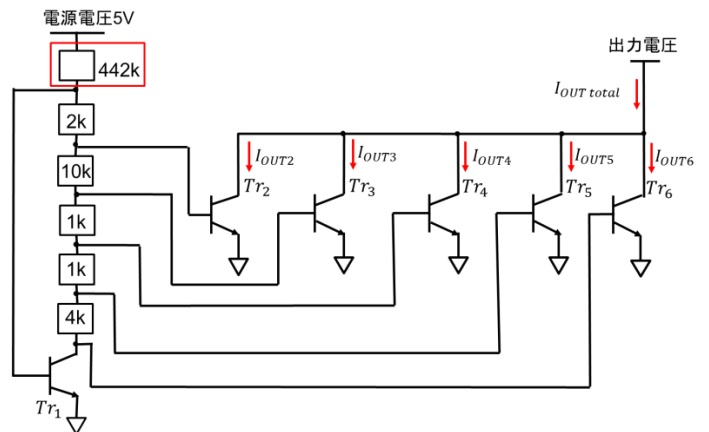 電源電圧5V
442k
2k
10k
1k
1k
4k
Tr1
出力電圧
IOUT total
IOUT2
IOUT3
IOUT4
IOUT5
IOUT6
Tr2
Tr3
Tr4
Tr5
Tr6